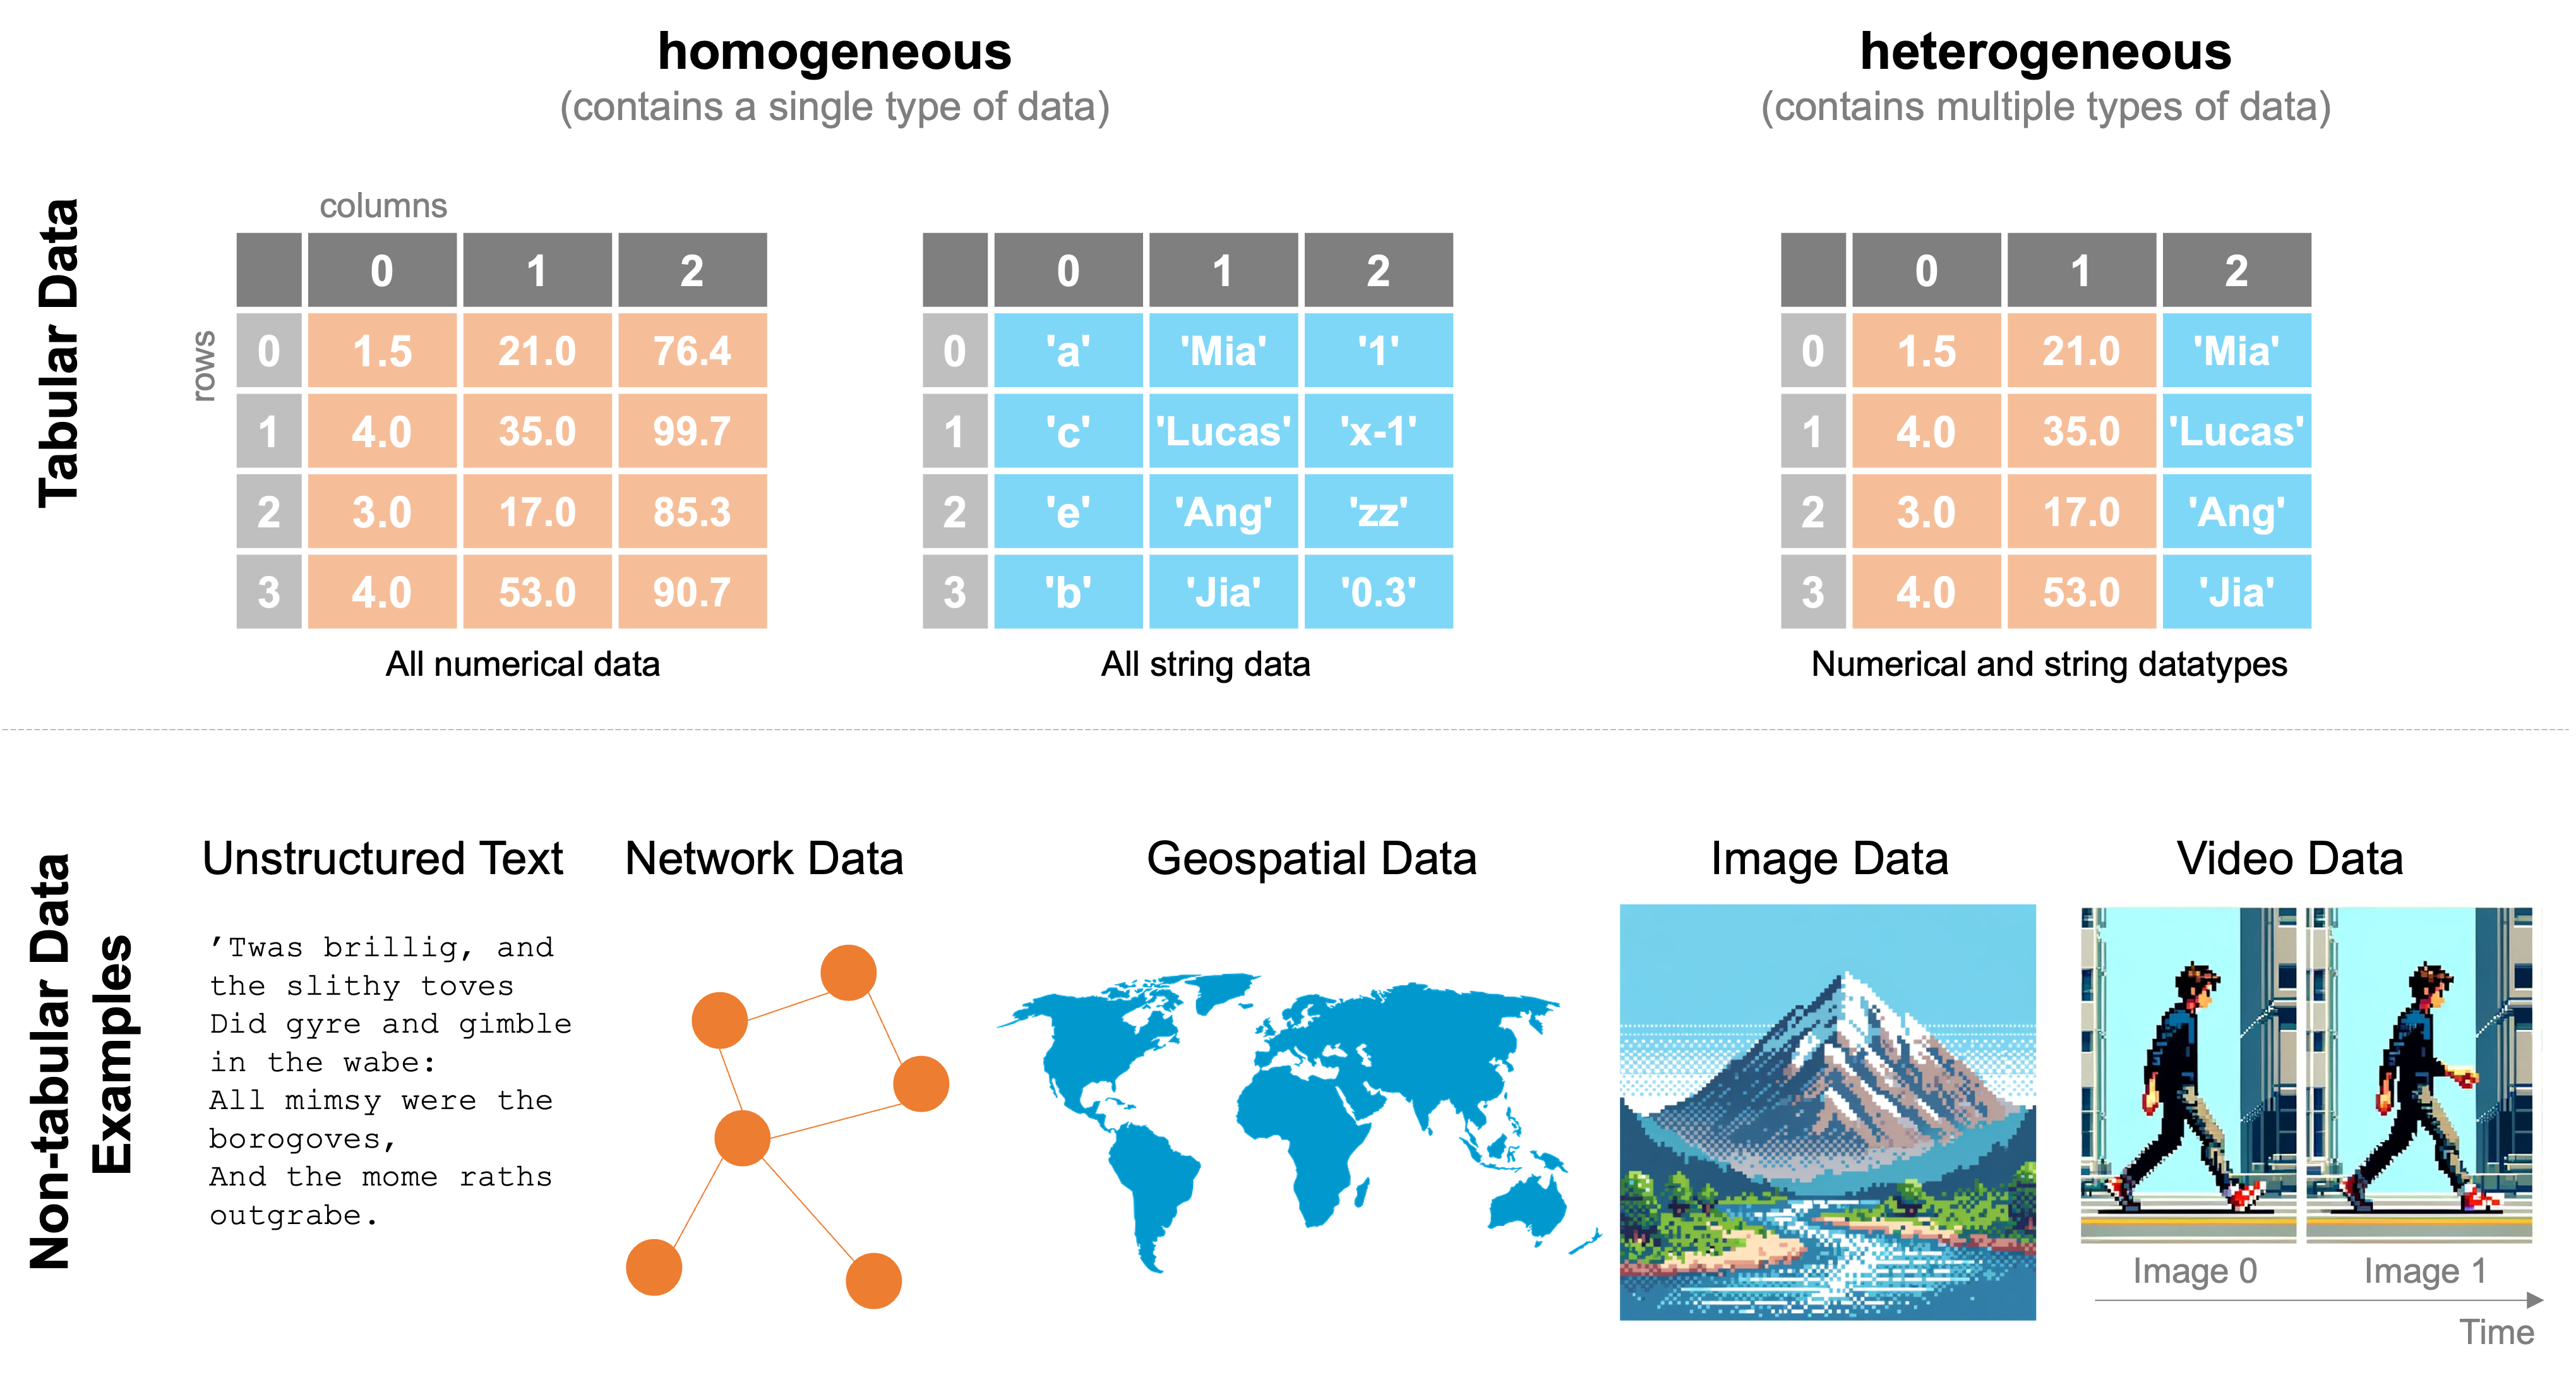 homogeneous
(contains a single type of data)
heterogeneous
(contains multiple types of data)
Tabular Data
columns
rows
0 1 2
0 1.5 21.0 76.4
1 4.0 35.0 99.7
2 3.0 17.0 85.3
3 4.0 53.0 90.7
All numerical data
0 1 2
0 'a' 'Mia' '1'
1 'c' 'Lucas' 'x-1'
2 'e' 'Ang' 'zz'
3 'b' 'Jia' '0.3'
All string data
0 1 2
0 1.5 21.0 'Mia'
1 4.0 35.0 'Lucas'
2 3.0 17.0 'Ang'
3 4.0 53.0 'Jia'
Numerical and string datatypes
Non-tabular Data
Examples
Unstructured Text
’Twas brillig, and
the slithy toves
Did gyre and gimble
in the wabe:
All mimsy were the
borogoves,
And the mome raths
outgrabe.
Network Data
Geospatial Data
Image Data
Video Data
Image 0
Image 1
Time